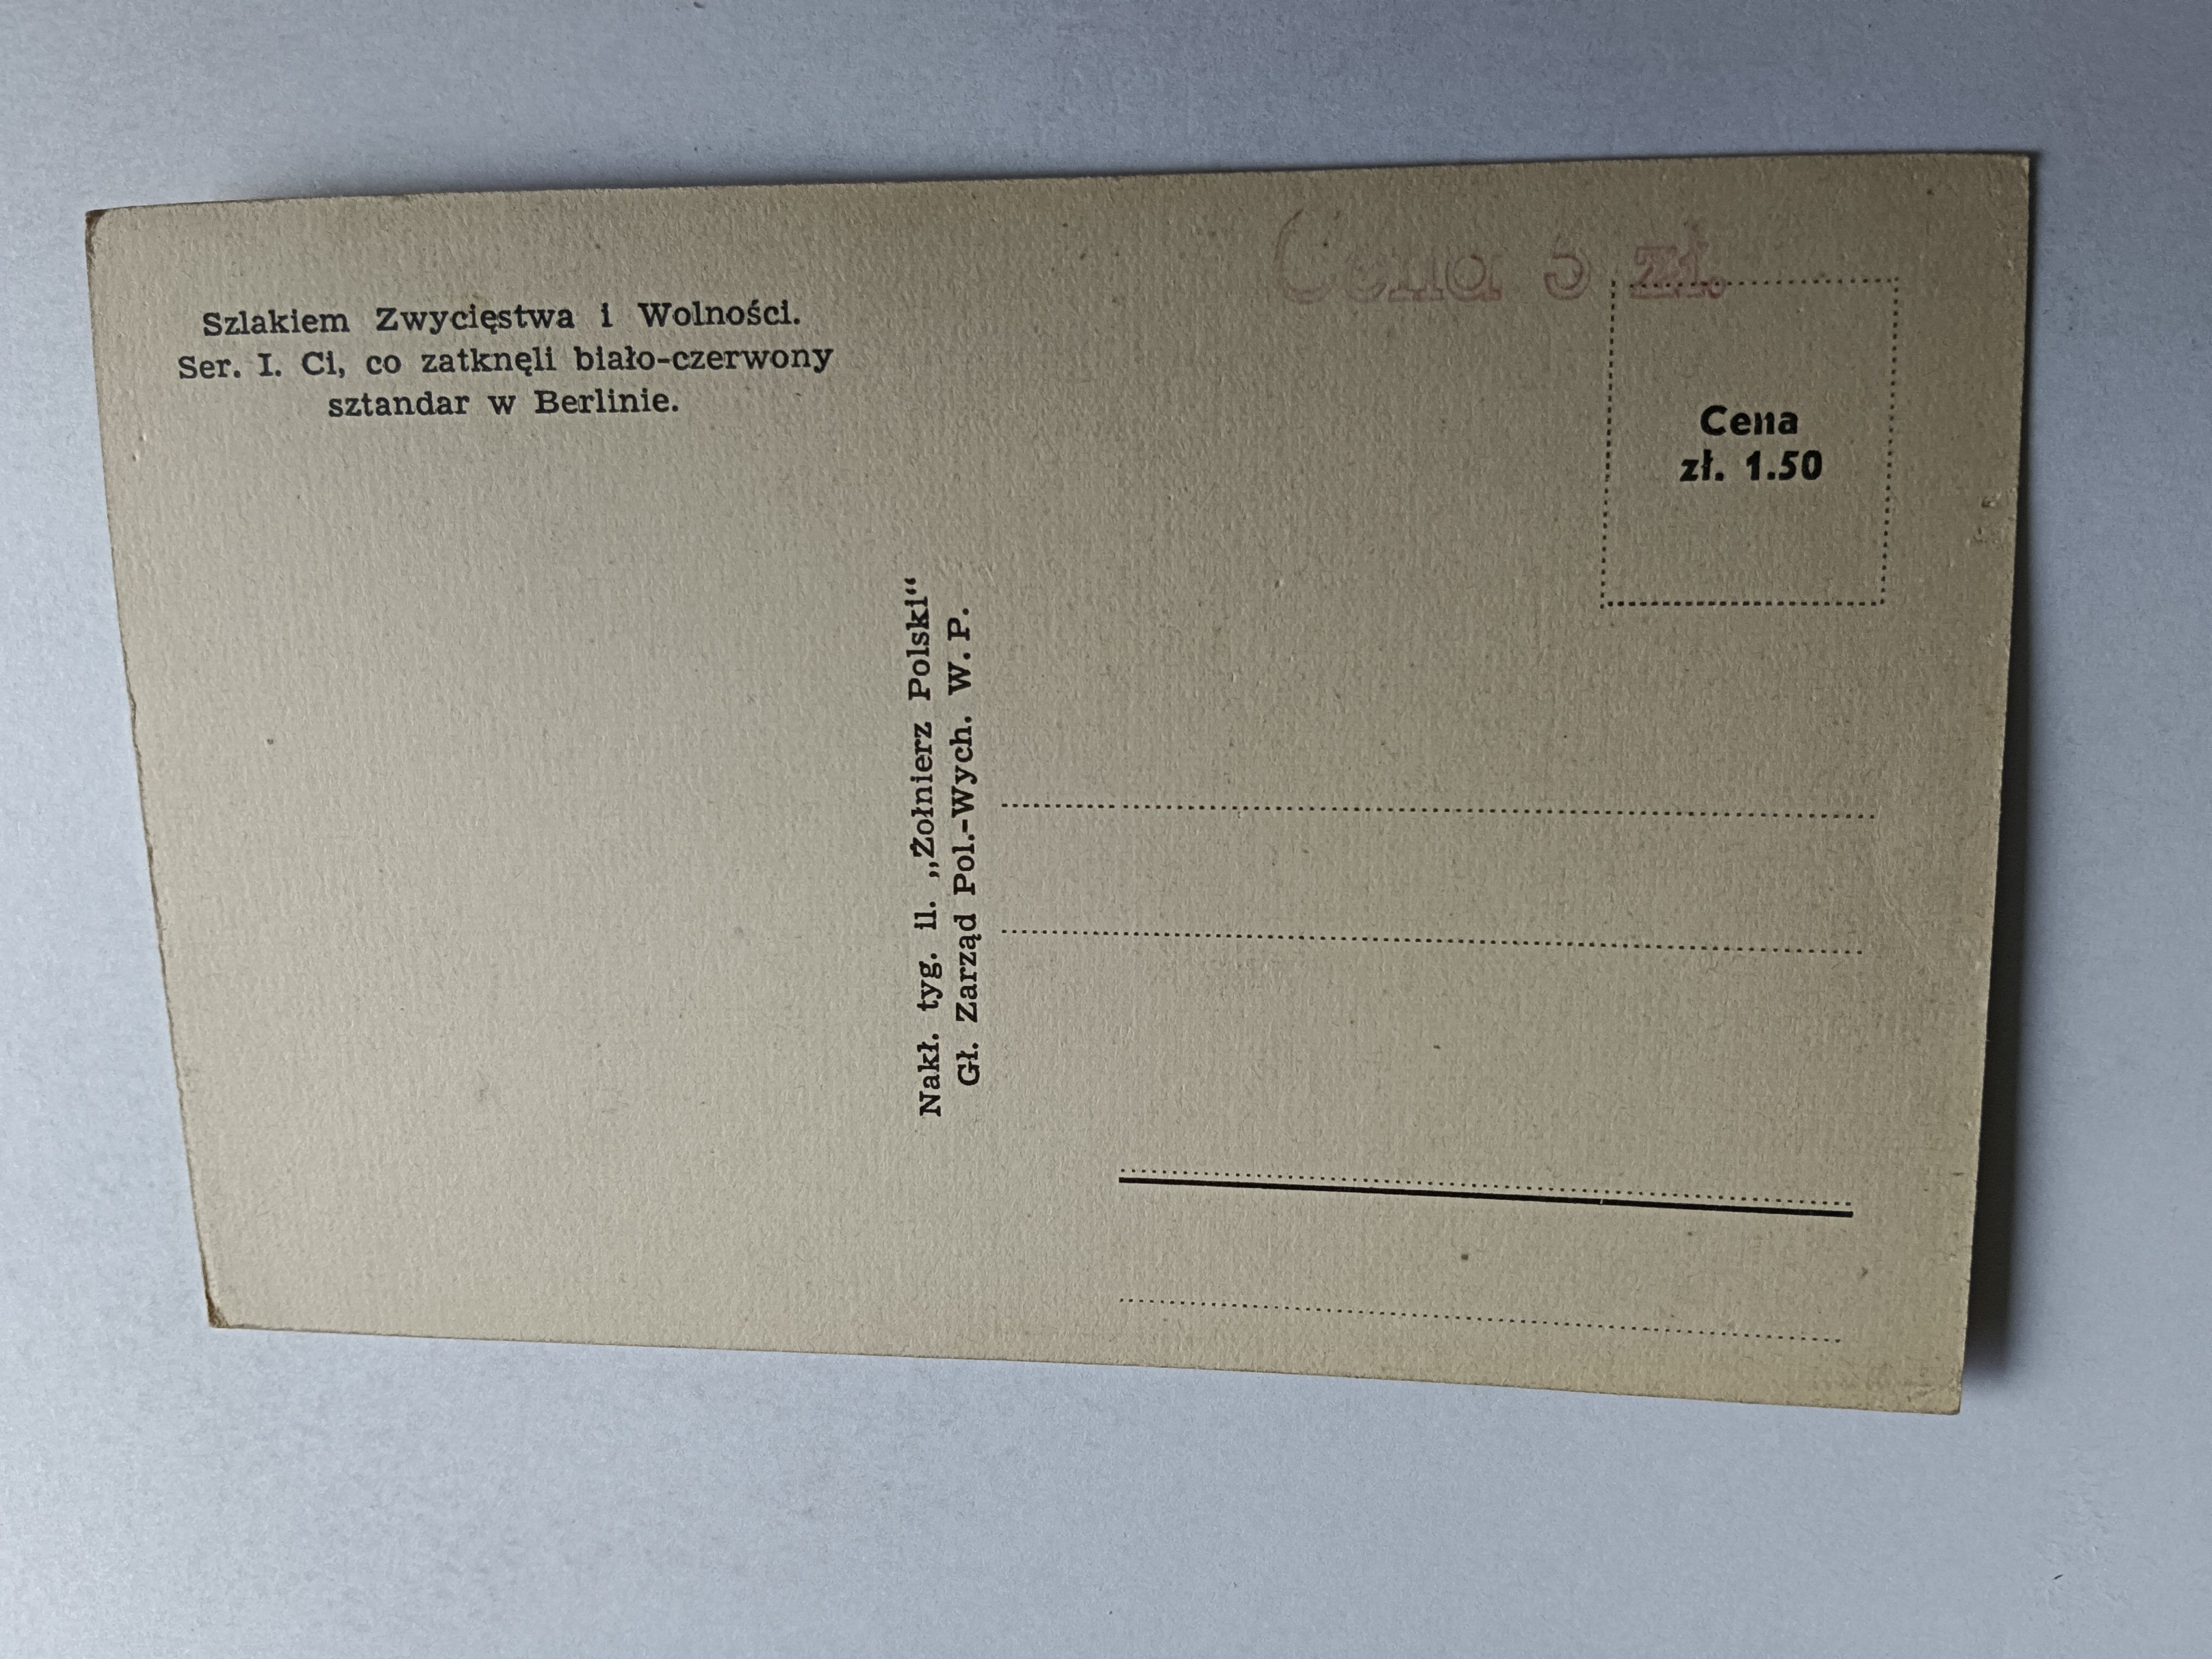 Szlakiem Zwycięstwa i Wolności.
Ser. I. Ci, co zatknęli biało-czerwony
sztandar w Berlinie.
Cena 5 zł.
Cena
zł. 1.50
Nakł. tyg. il. „Żołnierz Polski“
Gł. Zarząd Pol.-Wych. W. P.